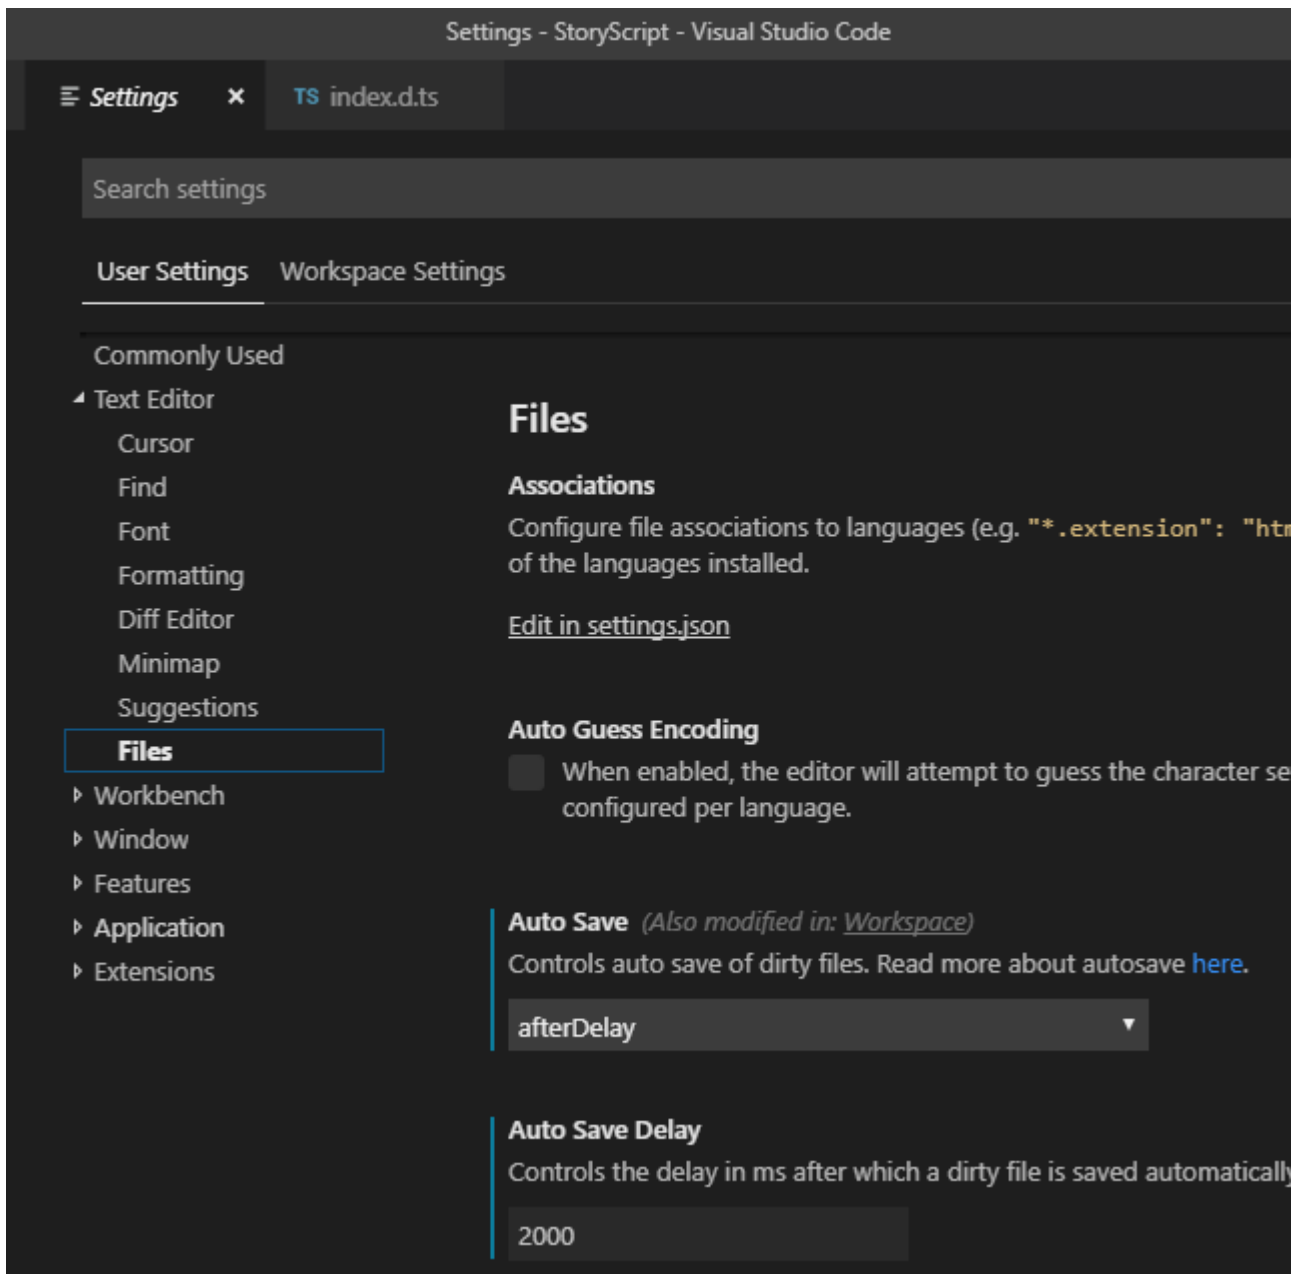 Settings - StoryScript - Visual Studio Code
Settings
TS index.d.ts
Search settings
User Settings Workspace Settings
Commonly Used
Text Editor
Cursor
Find
Font
Formatting
Diff Editor
Minimap
Suggestions
Files
Workbench
Window
Features
Application
Extensions
Files
Associations
Configure file associations to languages (e.g. "*.extension":
of the languages installed.
Edit in settings.json
Auto Guess Encoding
When enabled, the editor will attempt to guess the character
configured per language.
Auto Save (Also modified in: Workspace)
Controls auto save of dirty files. Read more about autosave here.
afterDelay
Auto Save Delay
Controls the delay in ms after which a dirty file is saved automatically
2000